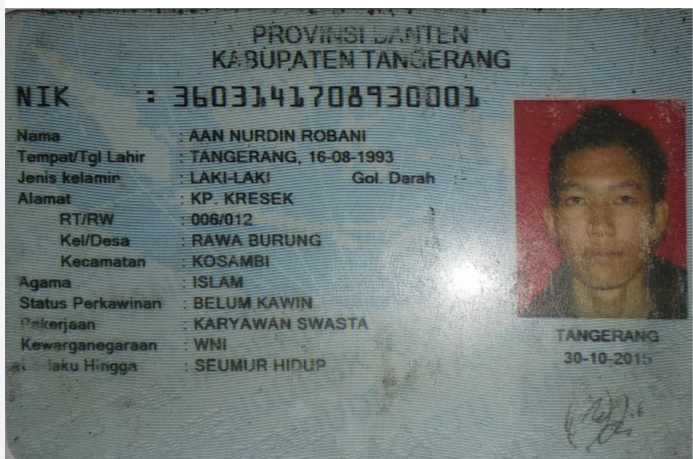 PROVINSI BANTEN
KABUPATEN TANGERANG
NIK : 3603141708930001
Nama : AAN NURDIN ROBANI
Tempat/Tgl Lahir : TANGERANG, 16-08-1993
Jenis kelamin : LAKI-LAKI Gol. Darah
Alamat : KP. KRESEK
RT/RW : 006/012
Kel/Desa : RAWA BURUNG
Kecamatan : KOSAMBI
Agama : ISLAM
Status Perkawinan : BELUM KAWIN
Pekerjaan : KARYAWAN SWASTA
Kewarganegaraan : WNI
Hingga : SEUMUR HIDUP
TANGERANG
30-10-2015